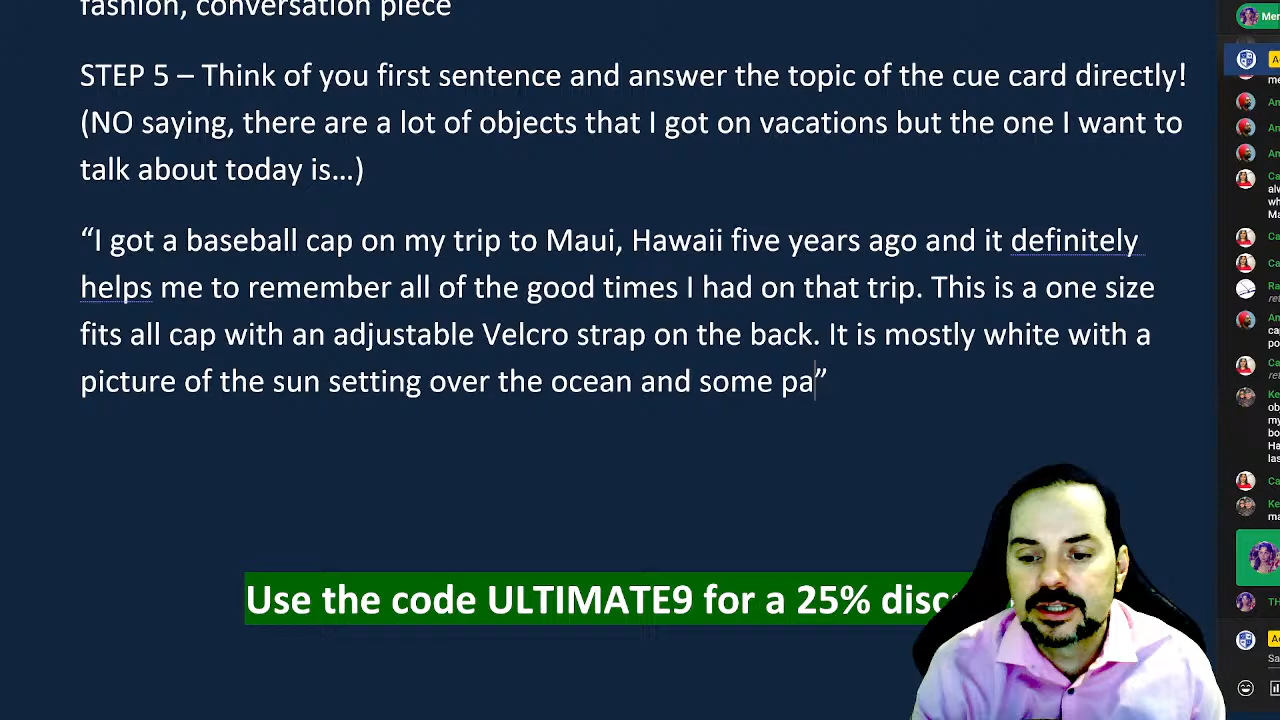 fashion, conversation piece
STEP 5 – Think of you first sentence and answer the topic of the cue card directly!
(NO saying, there are a lot of objects that I got on vacations but the one I want to
talk about today is…)
“I got a baseball cap on my trip to Maui, Hawaii five years ago and it definitely
helps me to remember all of the good times I had on that trip. This is a one size
fits all cap with an adjustable Velcro strap on the back. It is mostly white with a
picture of the sun setting over the ocean and some pa”
Use the code ULTIMATE9 for a 25%